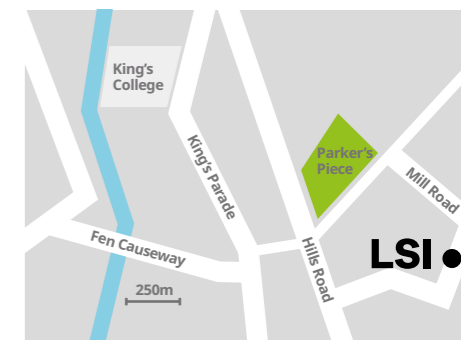 King's
College
Parker's
Piece
King's Parade
Mill Road
Fen Causeway
Hills Road
LSI
250m